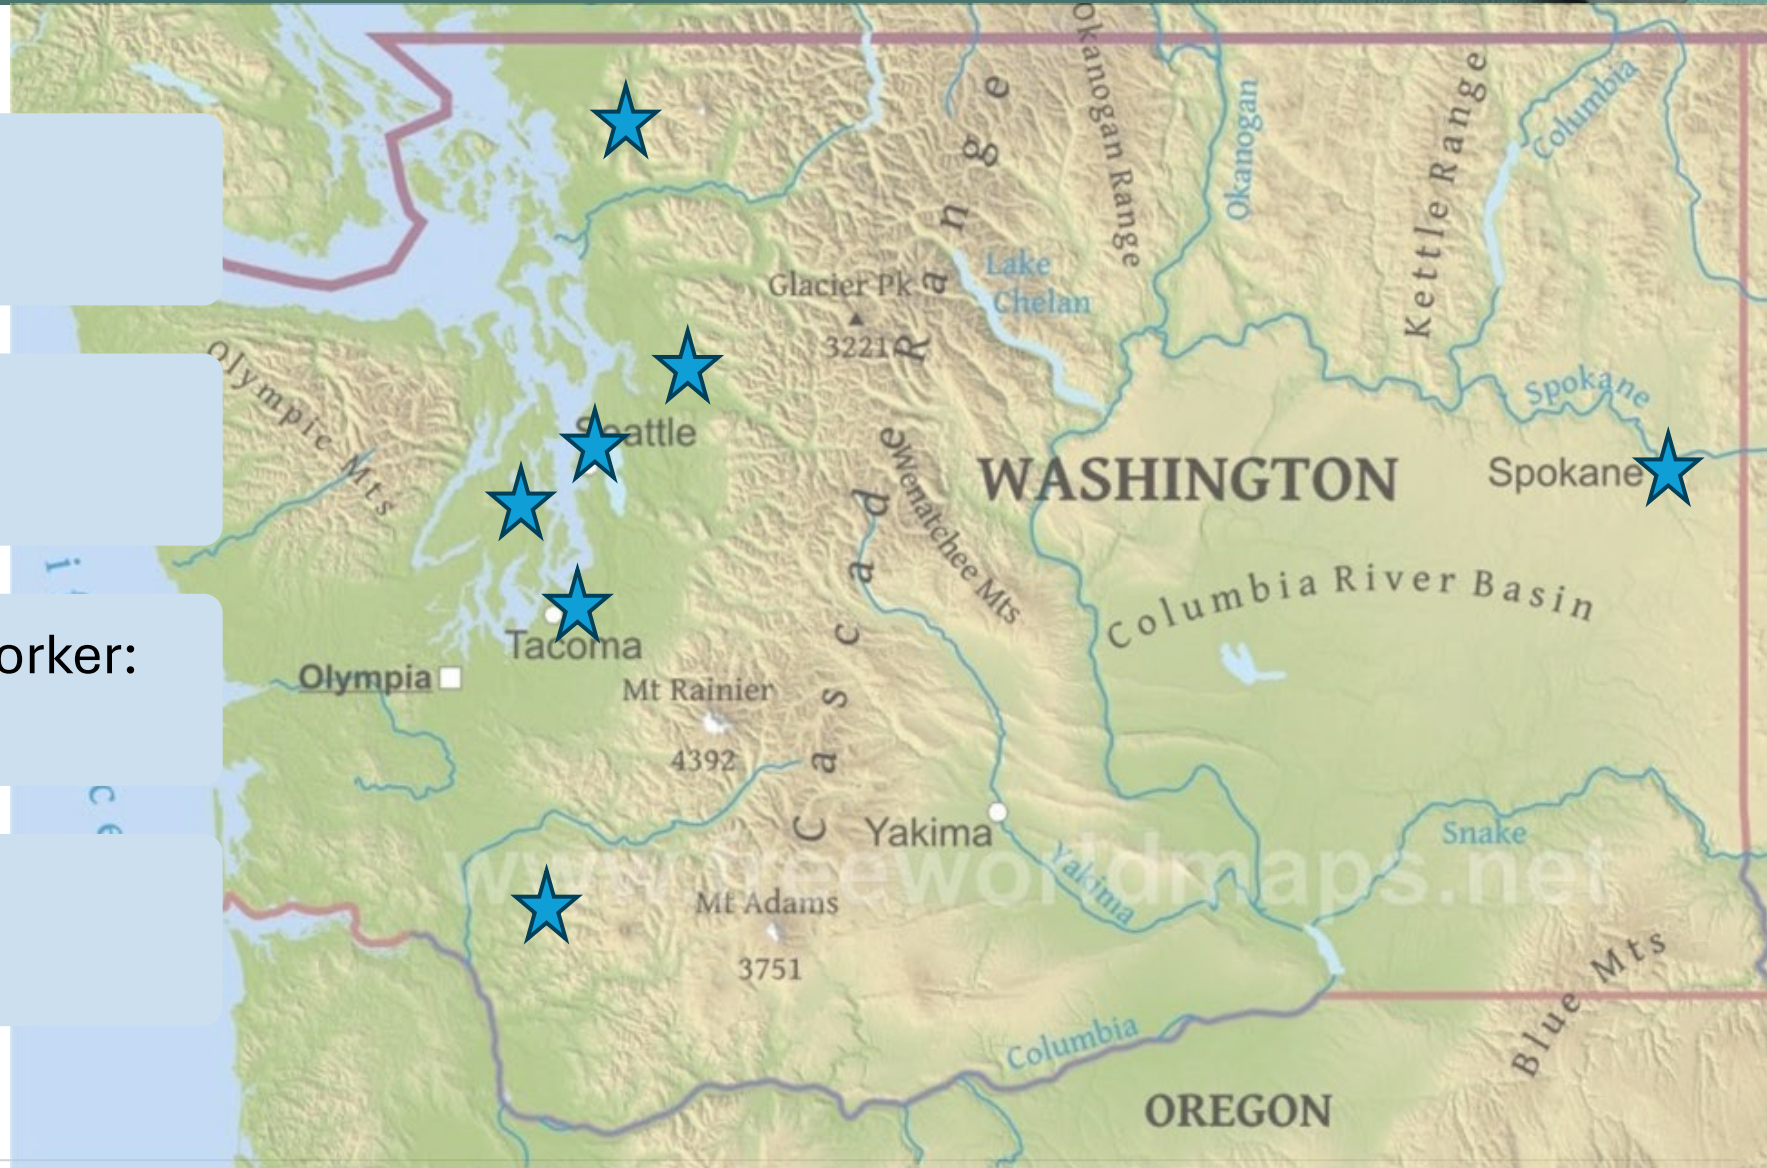 Okanogan Range
Okanogan
Kettle Range
Columbia
Glacier Pk
3221
Lake
Chelan
Cascade Range
Olympic Mts
Seattle
Wenatchee Mts
WASHINGTON
Spokane
Spokane
Columbia River Basin
orker:
Tacoma
Olympia
Mt Rainier
4392
Yakima
Yakima
Snake
www.freeworldmaps.net
Mt Adams
3751
Blue Mts
Columbia
OREGON